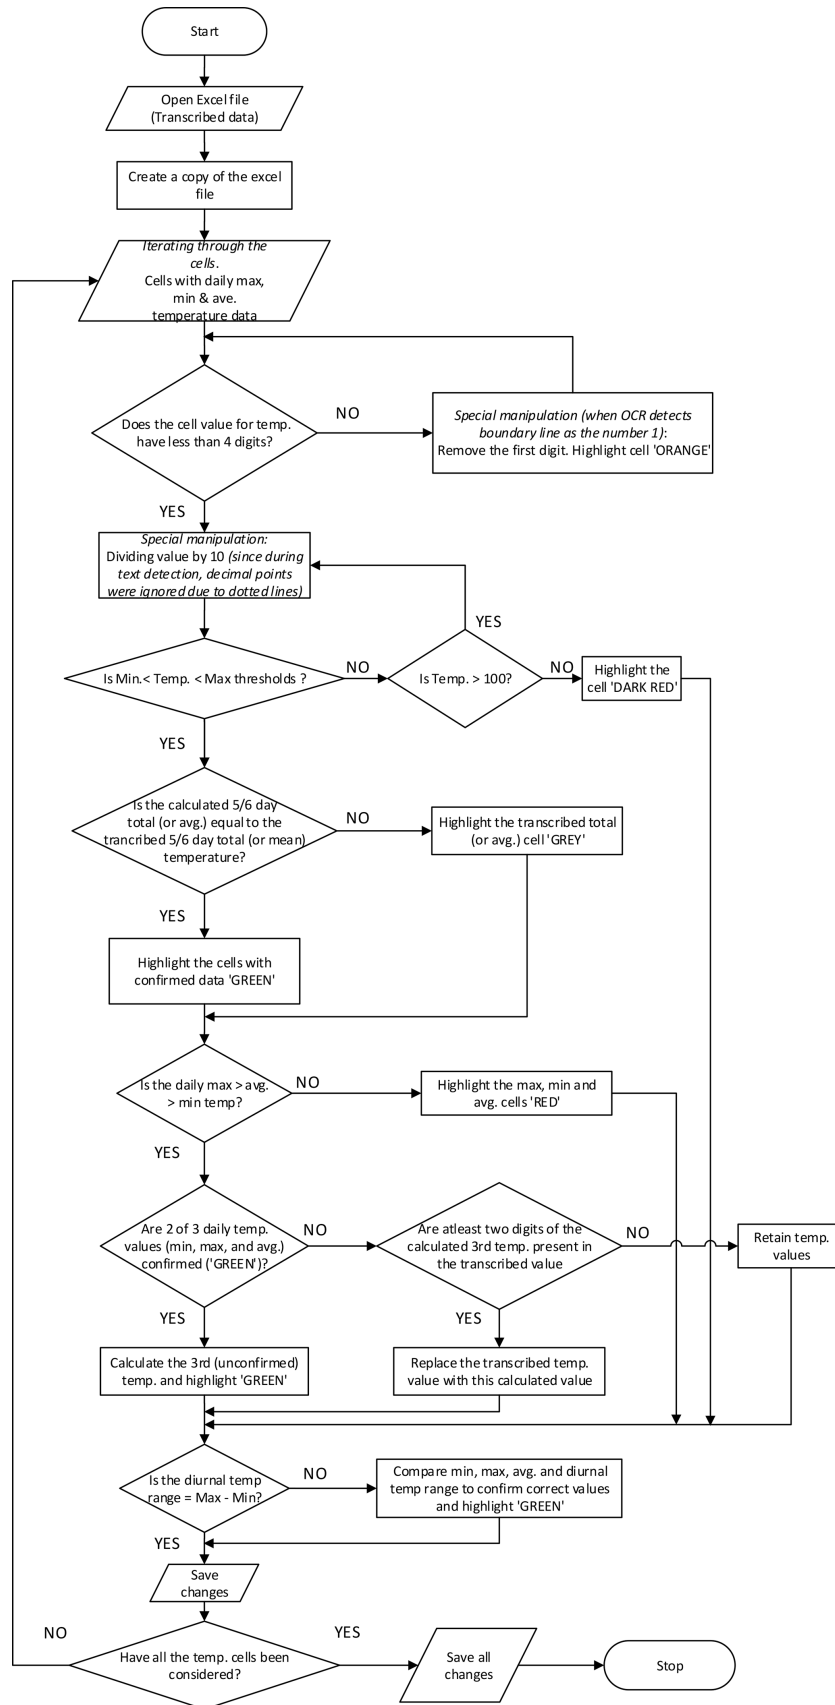 Start
Open Excel file
(Transcribed data)
Create a copy of the excel
file
Iterating through the
cells.
Cells with daily max,
min & ave.
temperature data
Does the cell value for temp.
have less than 4 digits?
NO
Special manipulation (when OCR detects
boundary line as the number 1):
Remove the first digit. Highlight cell 'ORANGE'
YES
Special manipulation:
Dividing value by 10 (since during
text detection, decimal points
were ignored due to dotted lines)
YES
Is Min.< Temp. < Max thresholds ?
NO
Is Temp. > 100?
NO
Highlight the
cell 'DARK RED'
YES
Is the calculated 5/6 day
total (or avg.) equal to the
trancribed 5/6 day total (or mean)
temperature?
NO
Highlight the transcribed total
(or avg.) cell 'GREY'
YES
Highlight the cells with
confirmed data 'GREEN'
Is the daily max > avg.
> min temp?
NO
Highlight the max, min and
avg. cells 'RED'
YES
Are 2 of 3 daily temp.
values (min, max, and avg.)
confirmed ('GREEN')?
NO
Are atleast two digits of the
calculated 3rd temp. present in
the transcribed value
NO
Retain temp.
values
YES
YES
Calculate the 3rd (unconfirmed)
temp. and highlight 'GREEN'
Replace the transcribed temp.
value with this calculated value
Is the diurnal temp
range = Max - Min?
NO
Compare min, max, avg. and diurnal
temp range to confirm correct values
and highlight 'GREEN'
YES
Save
changes
NO
Have all the temp. cells been
considered?
YES
Save all
changes
Stop